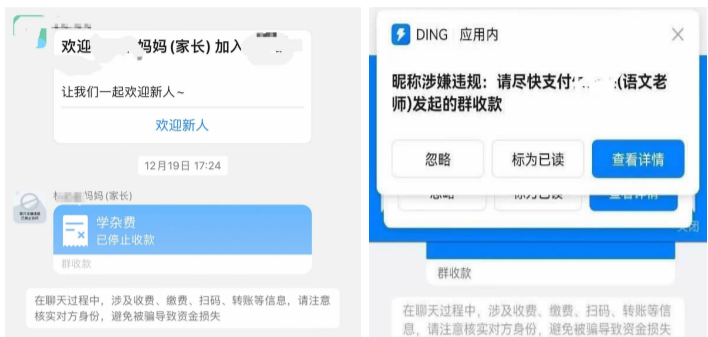 欢迎 妈妈(家长) 加入
让我们一起欢迎新人~
欢迎新人
12月19日 17:24
妈妈(家长)
学杂费
已停止收款
群收款
在聊天过程中，涉及收费、缴费、扫码、转账等信息，请注意
核实对方身份，避免被骗导致资金损失
DING 应用内
昵称涉嫌违规：请尽快支付 (语文老
师)发起的群收款
忽略
标为已读
查看详情
关闭
群收款
在聊天过程中，涉及收费、缴费、扫码、转账等信
息，请注意核实对方身份，避免被骗导致资金损失